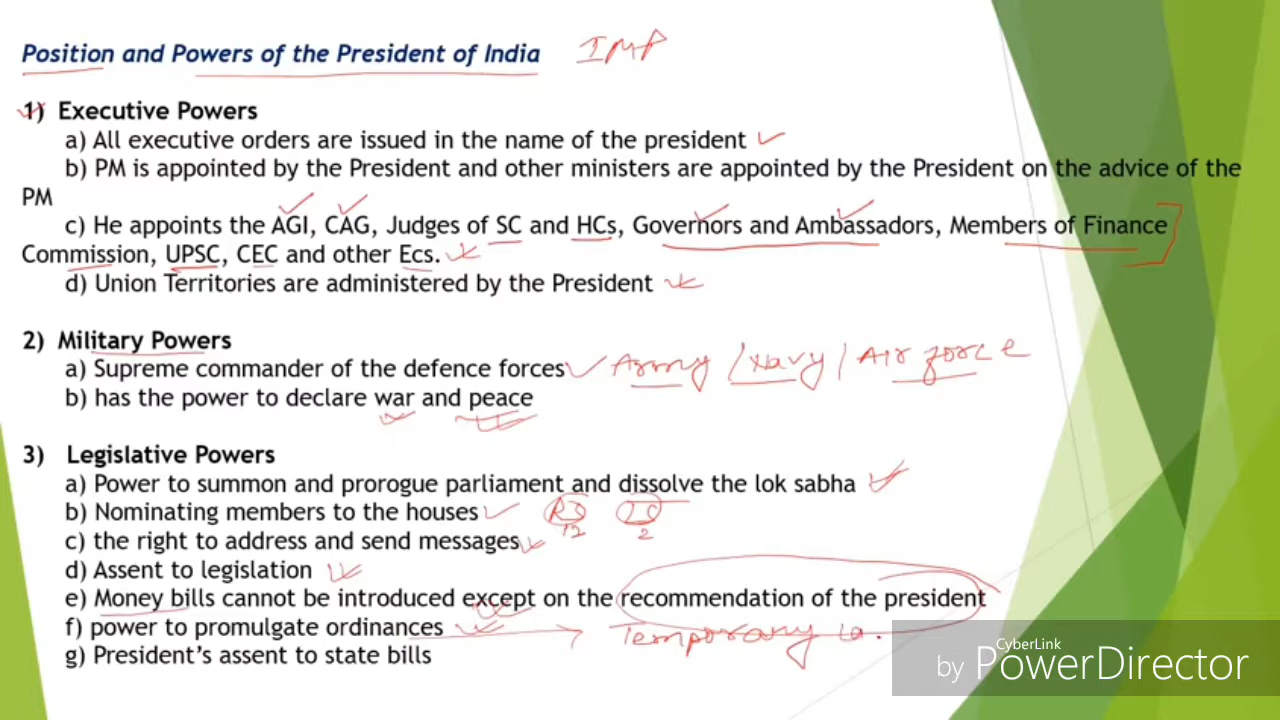 Position and Powers of the President of India IMP
1) Executive Powers
a) All executive orders are issued in the name of the president
b) PM is appointed by the President and other ministers are appointed by the President on the advice of the
PM
c) He appoints the AGI, CAG, Judges of SC and HCs, Governors and Ambassadors, Members of Finance
Commission, UPSC, CEC and other Ecs.
d) Union Territories are administered by the President
2) Military Powers
a) Supreme commander of the defence forces Army / Navy / Air force
b) has the power to declare war and peace
3) Legislative Powers
a) Power to summon and prorogue parliament and dissolve the lok sabha
b) Nominating members to the houses RS
12 2
c) the right to address and send messages
d) Assent to legislation
e) Money bills cannot be introduced except on the recommendation of the president
f) power to promulgate ordinances Temporary la
g) President's assent to state bills
CyberLink
by PowerDirector